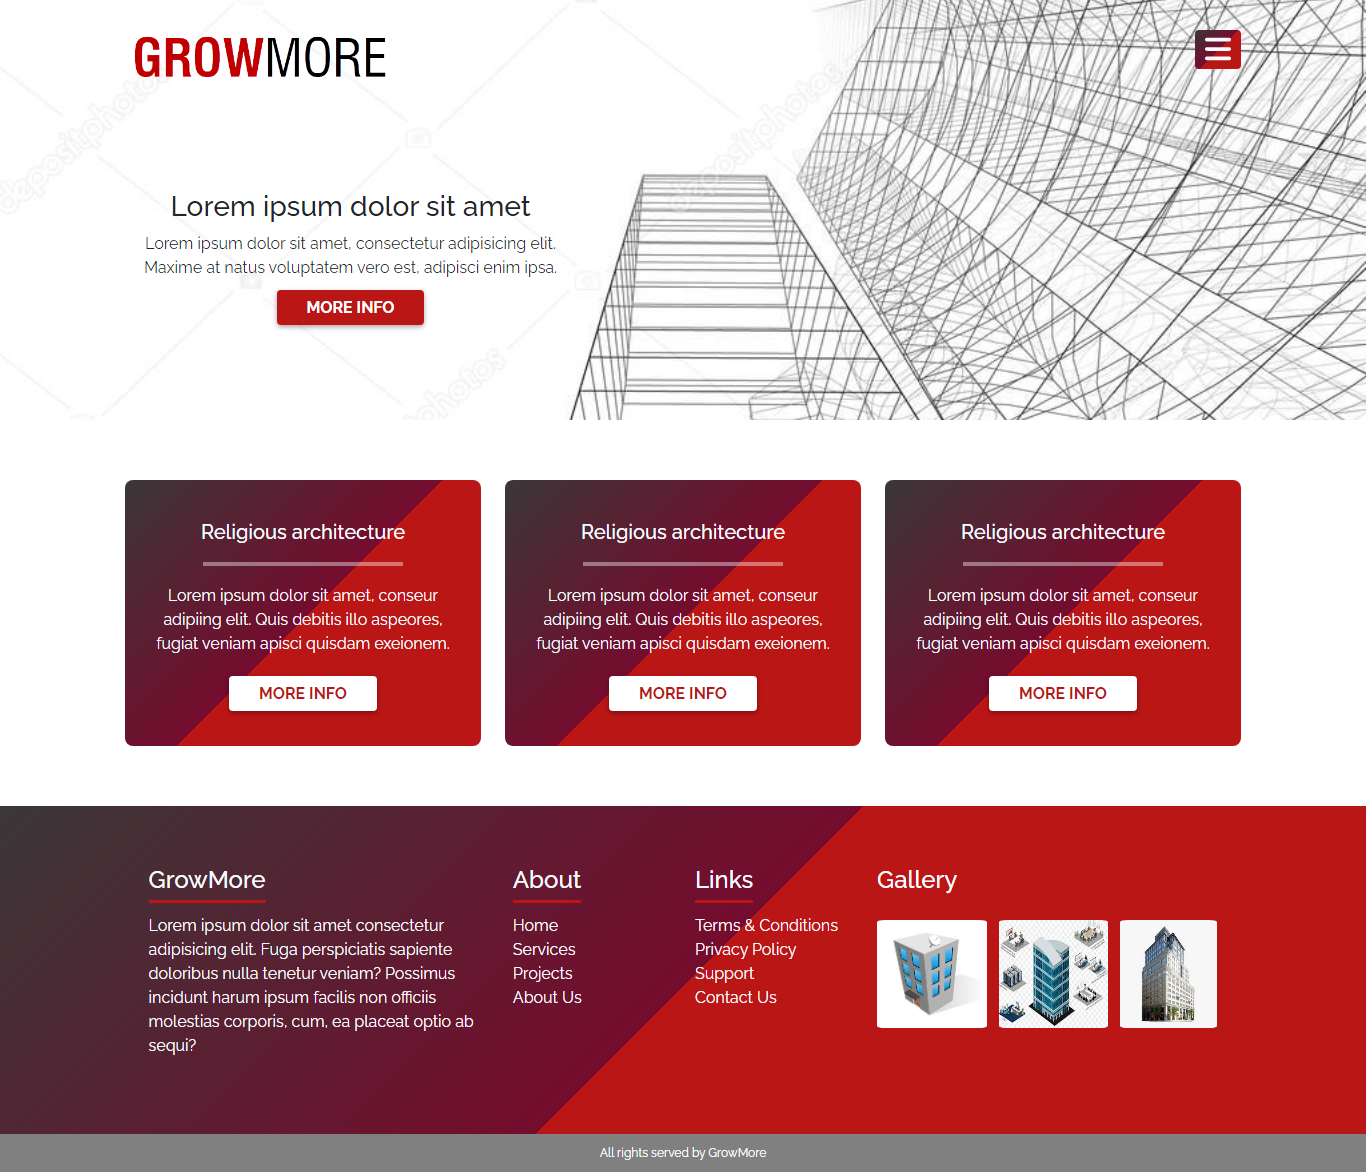 GROWMORE
depositphotos
depositphotos
Lorem ipsum dolor sit amet
Lorem ipsum dolor sit amet, consectetur adipisicing elit.
Maxime at natus voluptatem vero est, adipisci enim ipsa.
MORE INFO
depositphotos
Religious architecture
Lorem ipsum dolor sit amet, conseur
adipiing elit. Quis debitis illo aspeores,
fugiat veniam apisci quisdam exeionem.
MORE INFO
Religious architecture
Lorem ipsum dolor sit amet, conseur
adipiing elit. Quis debitis illo aspeores,
fugiat veniam apisci quisdam exeionem.
MORE INFO
Religious architecture
Lorem ipsum dolor sit amet, conseur
adipiing elit. Quis debitis illo aspeores,
fugiat veniam apisci quisdam exeionem.
MORE INFO
GrowMore
Lorem ipsum dolor sit amet consectetur
adipisicing elit. Fuga perspiciatis sapiente
doloribus nulla tenetur veniam? Possimus
incidunt harum ipsum facilis non officiis
molestias corporis, cum, ea placeat optio ab
sequi?
About
Home
Services
Projects
About Us
Links
Terms & Conditions
Privacy Policy
Support
Contact Us
Gallery
All rights served by GrowMore